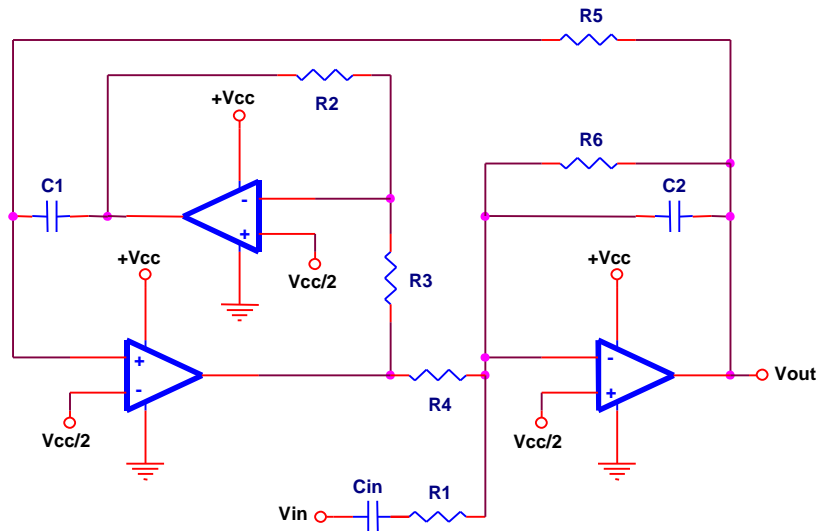 R5
R2
+Vcc
R6
C1
C2
-
+
Vcc/2
+Vcc
+Vcc
R3
+
-
-
+
R4
Vout
Vcc/2
Vcc/2
Cin
R1
Vin